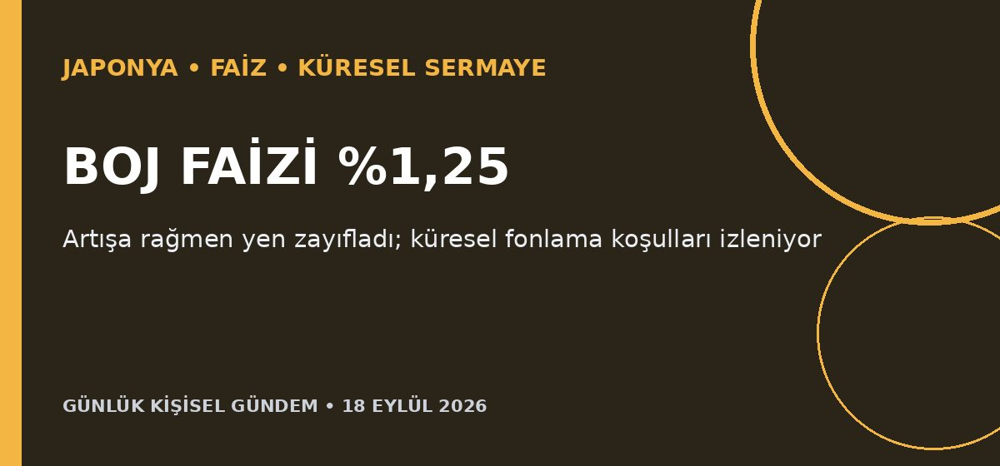 JAPONYA • FAİZ • KÜRESEL SERMAYE
BOJ FAİZİ %1,25
Artışa rağmen yen zayıfladı; küresel fonlama koşulları izleniyor
GÜNLÜK KİŞİSEL GÜNDEM • 18 EYLÜL 2026